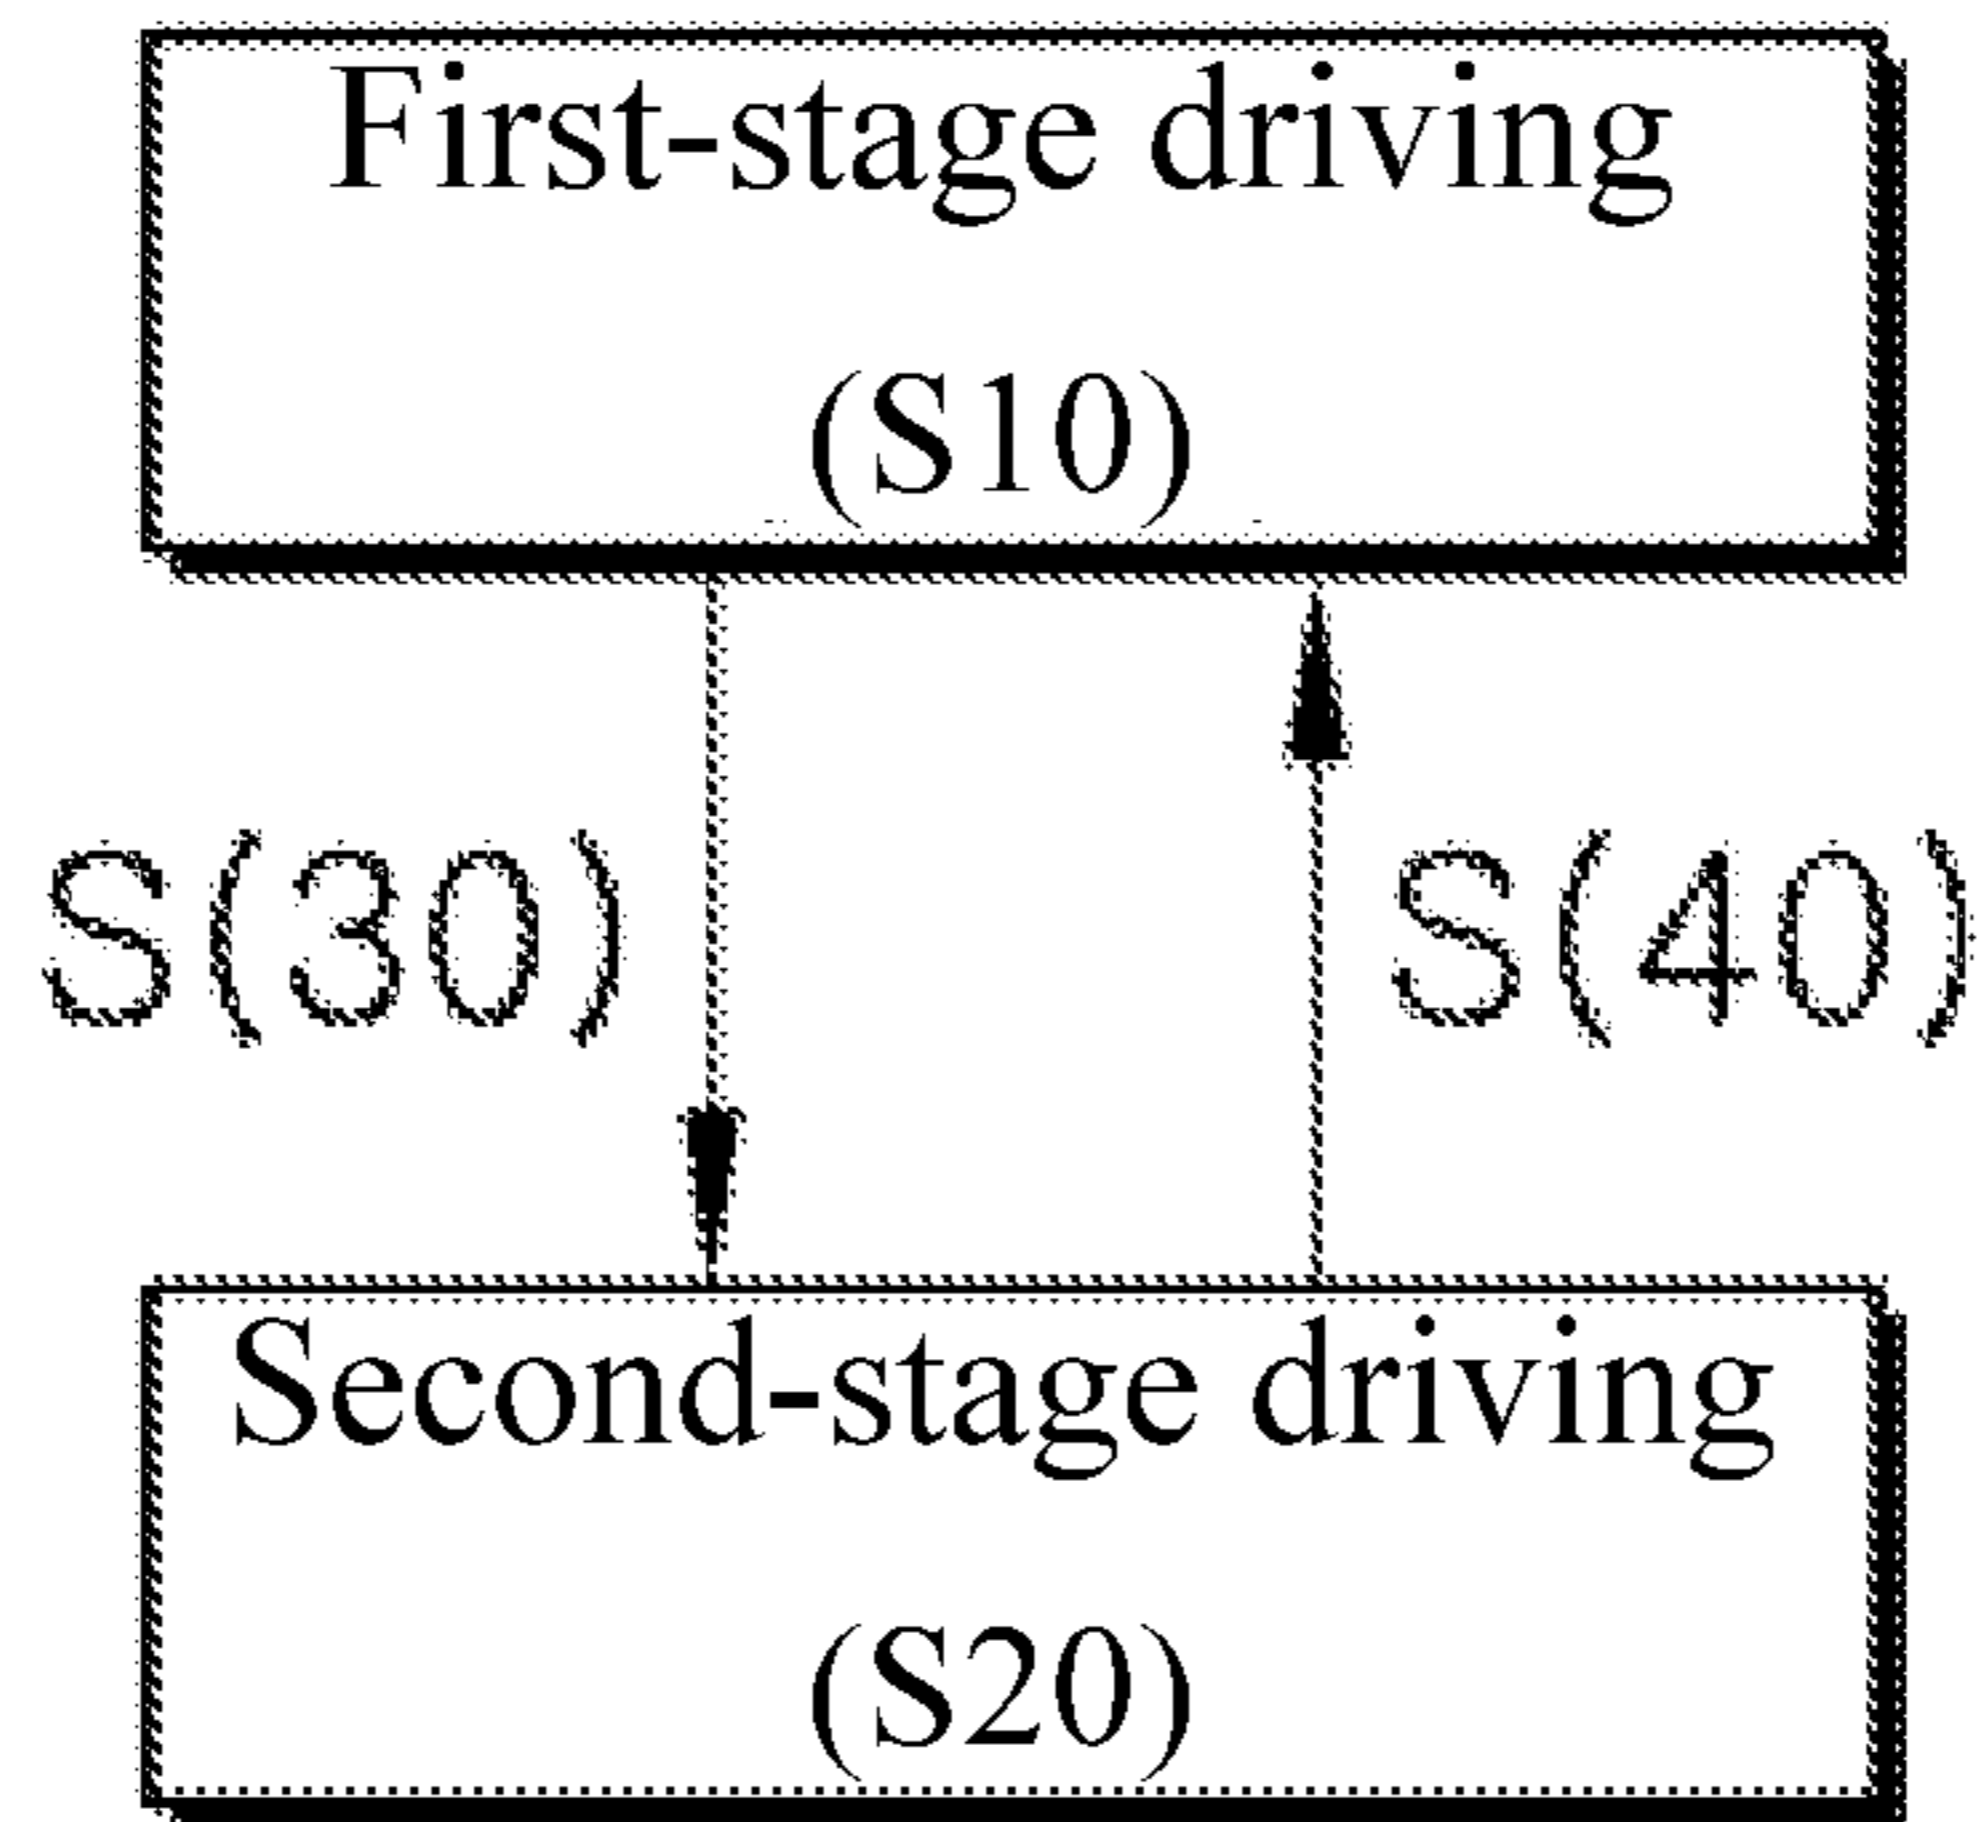 First-stage driving
(S10)
S(30)
S(40)
Second-stage driving
(S20)